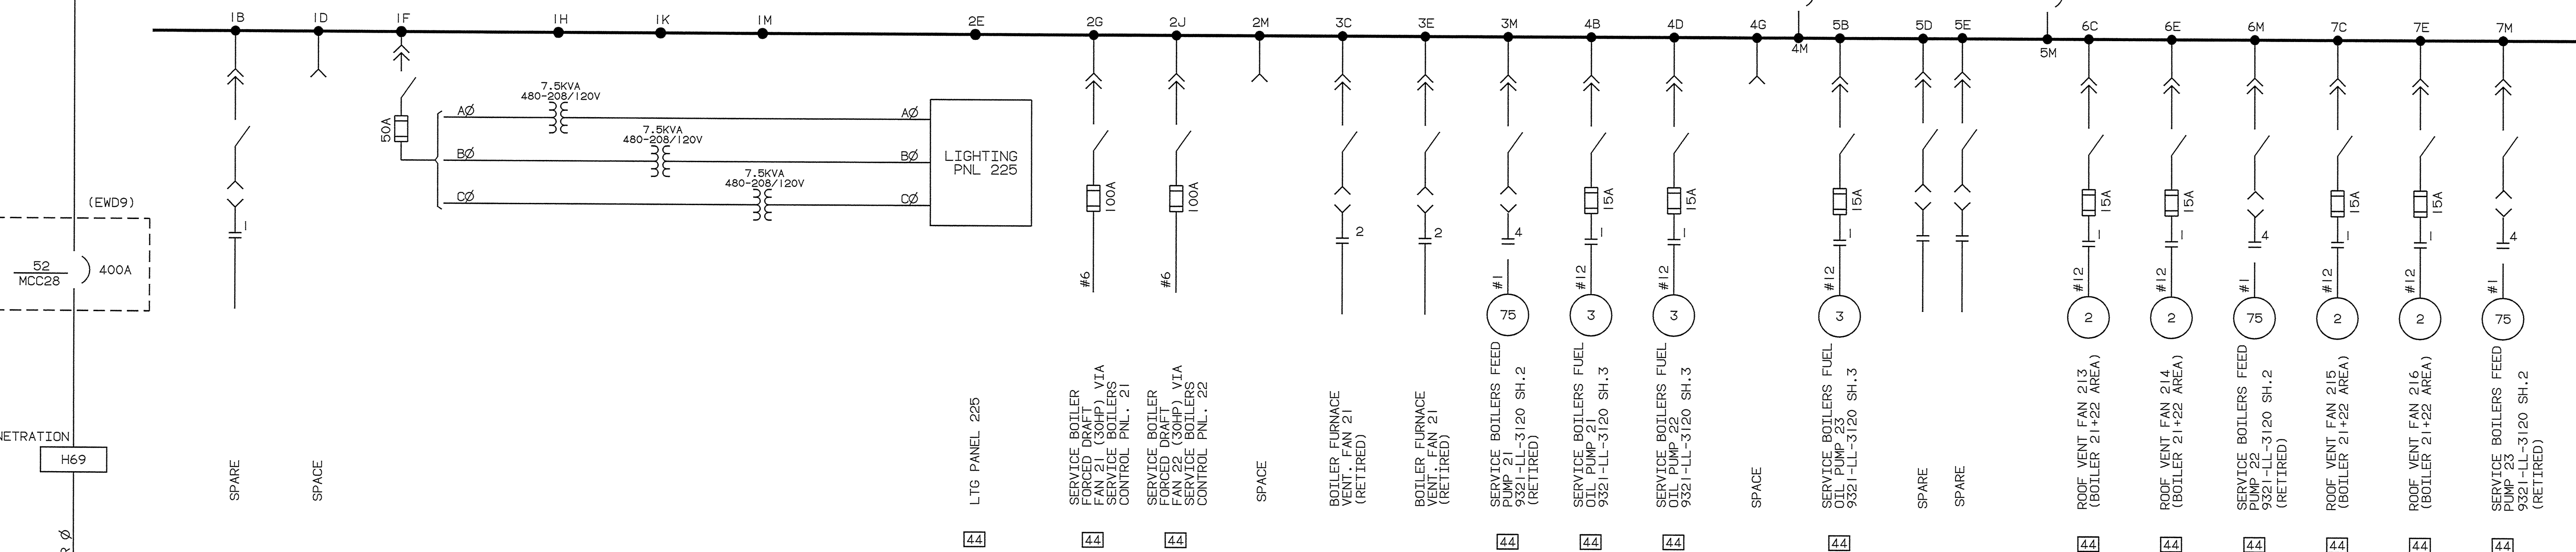 1B 1D 1F 1H 1K 1M 2E 2G 2J 2M 3C 3E 3M 4B 4D 4G 4M 5B 5D 5E 5M 6C 6E 6M 7C 7E 7M
7.5KVA
480-208/120V
7.5KVA
480-208/120V
7.5KVA
480-208/120V
50A
AØ AØ
BØ BØ
CØ CØ
LIGHTING
PNL 225
(EWD9)
52
MCC28
400A
NETRATION
H69
R Ø
1
SPARE
SPACE
LTG PANEL 225
44
100A
#6
SERVICE BOILER
FORCED DRAFT
FAN 21 (30HP) VIA
SERVICE BOILERS
CONTROL PNL. 21
44
100A
#6
SERVICE BOILER
FORCED DRAFT
FAN 22 (30HP) VIA
SERVICE BOILERS
CONTROL PNL. 22
44
SPACE
2
BOILER FURNACE
VENT. FAN 21
(RETIRED)
2
BOILER FURNACE
VENT. FAN 21
(RETIRED)
4
#1
75
SERVICE BOILERS FEED
PUMP 21
9321-LL-3120 SH.2
(RETIRED)
44
15A
1
#12
3
SERVICE BOILERS FUEL
OIL PUMP 21
9321-LL-3120 SH.3
44
15A
1
#12
3
SERVICE BOILERS FUEL
OIL PUMP 22
9321-LL-3120 SH.3
44
SPACE
15A
1
#12
3
SERVICE BOILERS FUEL
OIL PUMP 23
9321-LL-3120 SH.3
44
SPARE
SPARE
15A
1
#12
2
ROOF VENT FAN 213
(BOILER 21+22 AREA)
44
15A
1
#12
2
ROOF VENT FAN 214
(BOILER 21+22 AREA)
44
4
#1
75
SERVICE BOILERS FEED
PUMP 22
9321-LL-3120 SH.2
(RETIRED)
44
15A
1
#12
2
ROOF VENT FAN 215
(BOILER 21+22 AREA)
44
15A
1
#12
2
ROOF VENT FAN 216
(BOILER 21+22 AREA)
44
4
#1
75
SERVICE BOILERS FEED
PUMP 23
9321-LL-3120 SH.2
(RETIRED)
44